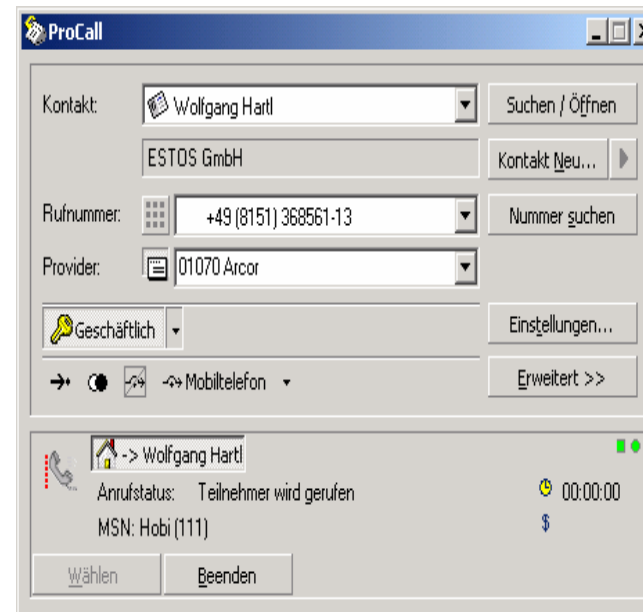 ProCall
Kontakt: Wolfgang Hartl Suchen / Öffnen
ESTOS GmbH Kontakt Neu...
Rufnummer: +49 (8151) 368561-13 Nummer suchen
Provider: 01070 Arcor
Geschäftlich Einstellungen...
Mobiltelefon Erweitert >>
-> Wolfgang Hartl
Anrufstatus: Teilnehmer wird gerufen 00:00:00
MSN: Hobi (111) $
Wählen Beenden